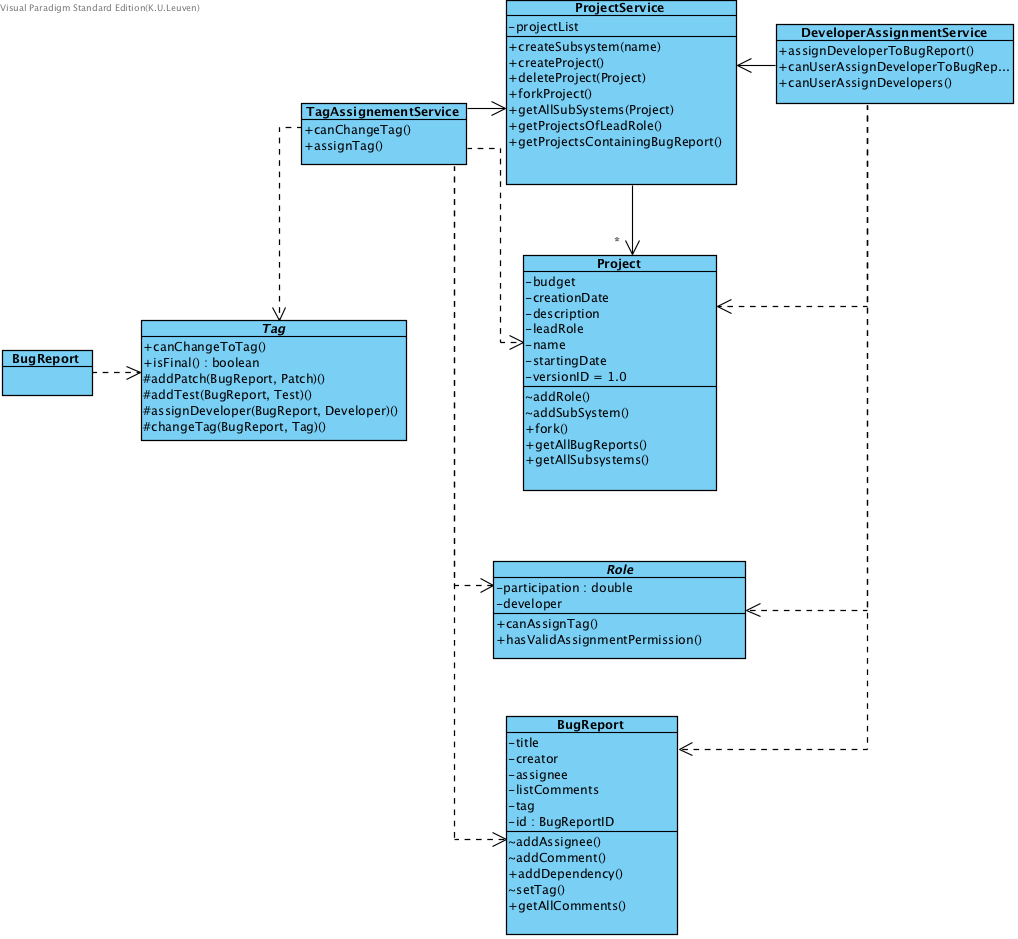 Visual Paradigm Standard Edition(K.U.Leuven)
ProjectService
-projectList
+createSubsystem(name)
+createProject()
+deleteProject(Project)
+forkProject()
+getAllSubSystems(Project)
+getProjectsOfLeadRole()
+getProjectsContainingBugReport()
DeveloperAssignmentService
+assignDeveloperToBugReport()
+canUserAssignDeveloperToBugRep...
+canUserAssignDevelopers()
TagAssignementService
+canChangeTag()
+assignTag()
*
Project
-budget
-creationDate
-description
-leadRole
-name
-startingDate
-versionID = 1.0
~addRole()
~addSubSystem()
+fork()
+getAllBugReports()
+getAllSubsystems()
Tag
+canChangeToTag()
+isFinal() : boolean
#addPatch(BugReport, Patch)()
#addTest(BugReport, Test)()
#assignDeveloper(BugReport, Developer)()
#changeTag(BugReport, Tag)()
BugReport
Role
-participation : double
-developer
+canAssignTag()
+hasValidAssignmentPermission()
BugReport
-title
-creator
-assignee
-listComments
-tag
-id : BugReportID
~addAssignee()
~addComment()
+addDependency()
~setTag()
+getAllComments()